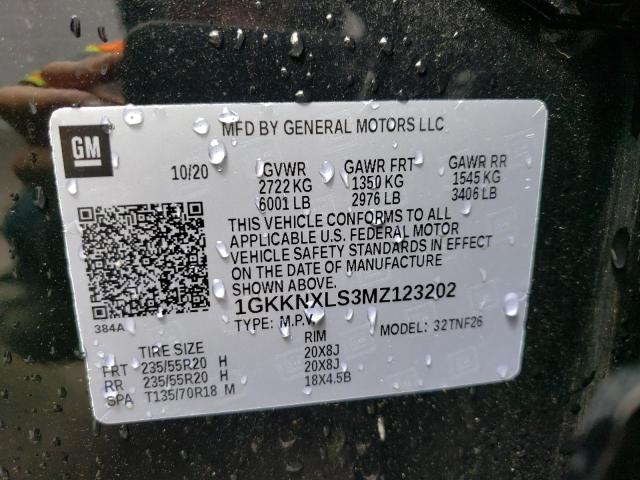 GM
MFD BY GENERAL MOTORS LLC
10/20
GVWR GAWR FRT GAWR RR
2722 KG 1350 KG 1545 KG
6001 LB 2976 LB 3406 LB
THIS VEHICLE CONFORMS TO ALL
APPLICABLE U.S. FEDERAL MOTOR
VEHICLE SAFETY STANDARDS IN EFFECT
ON THE DATE OF MANUFACTURE
SHOWN ABOVE.
384A
1GKKNXLS3MZ123202
TYPE: M.P.V. MODEL: 32TNF26
TIRE SIZE RIM
FRT 235/55R20 H 20X8J
RR 235/55R20 H 20X8J
SPA T135/70R18 M 18X4.5B